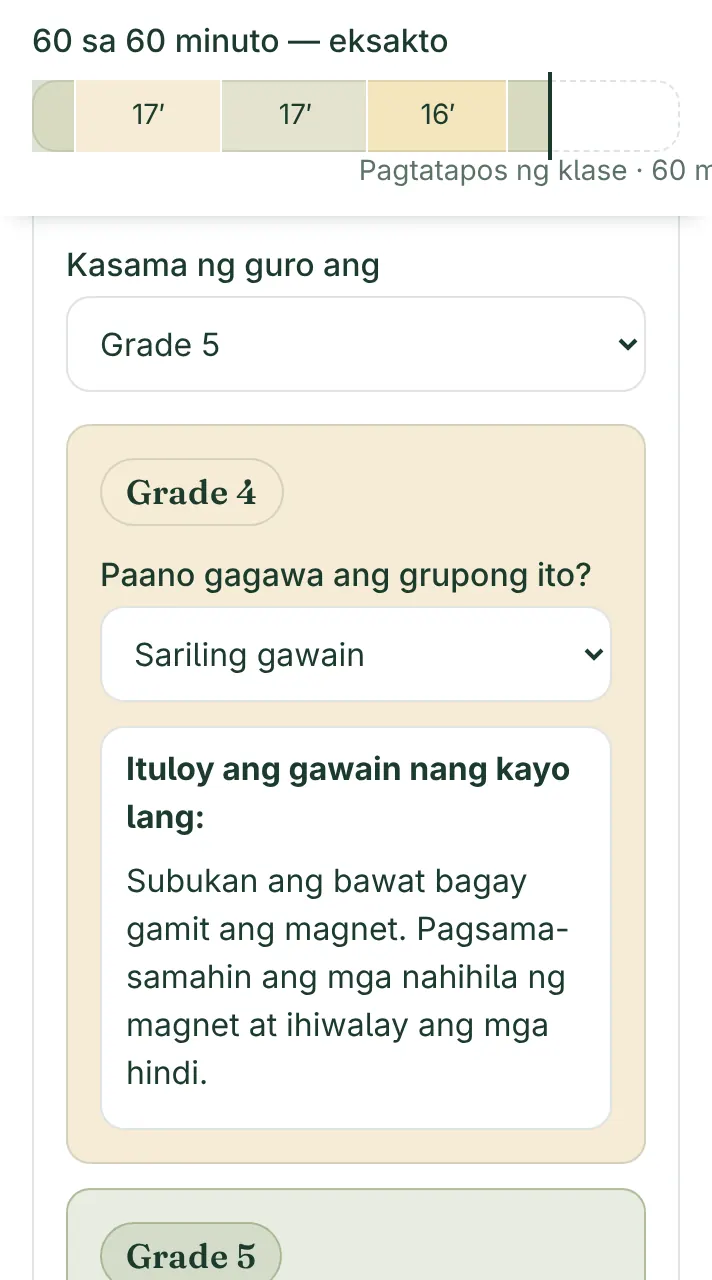 60 sa 60 minuto — eksakto
17′ 17′ 16′
Pagtatapos ng klase · 60 m
Kasama ng guro ang
Grade 5
Grade 4
Paano gagawa ang grupong ito?
Sariling gawain
Ituloy ang gawain nang kayo
lang:
Subukan ang bawat bagay
gamit ang magnet. Pagsama-
samahin ang mga nahihila ng
magnet at ihiwalay ang mga
hindi.
Grade 5